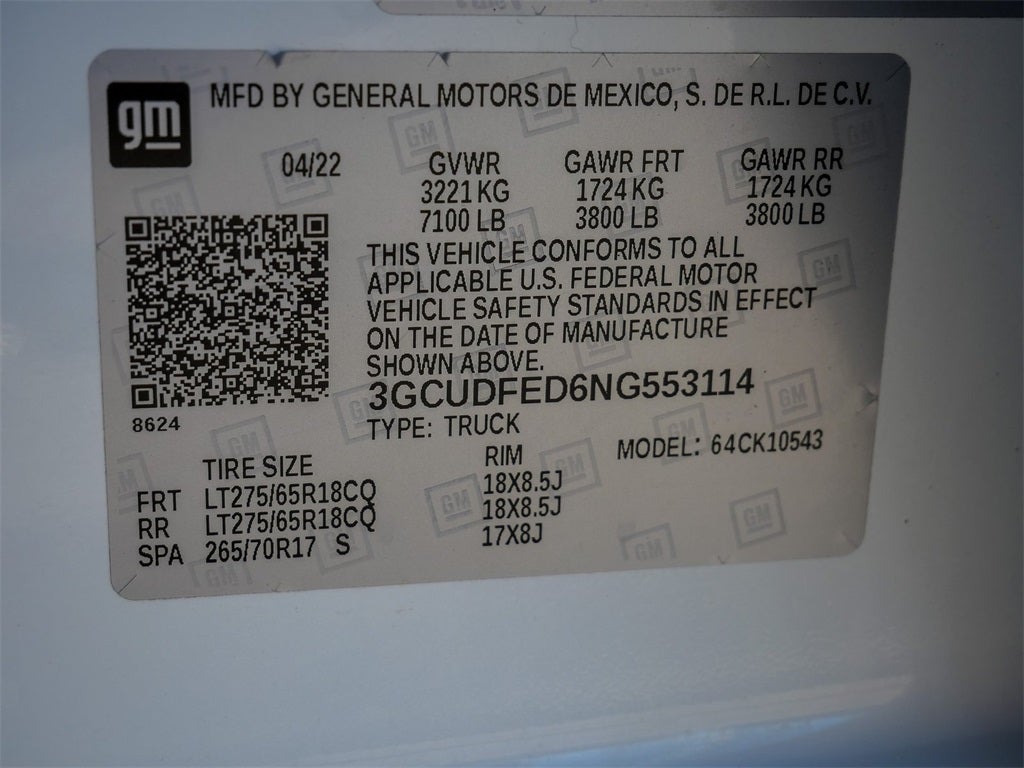 gm MFD BY GENERAL MOTORS DE MEXICO, S. DE R.L. DE C.V.
04/22 GVWR GAWR FRT GAWR RR
3221 KG 1724 KG 1724 KG
7100 LB 3800 LB 3800 LB
THIS VEHICLE CONFORMS TO ALL
APPLICABLE U.S. FEDERAL MOTOR
VEHICLE SAFETY STANDARDS IN EFFECT
ON THE DATE OF MANUFACTURE
SHOWN ABOVE.
3GCUDFED6NG553114
8624
TYPE: TRUCK
MODEL: 64CK10543
TIRE SIZE RIM
FRT LT275/65R18CQ 18X8.5J
RR LT275/65R18CQ 18X8.5J
SPA 265/70R17 S 17X8J